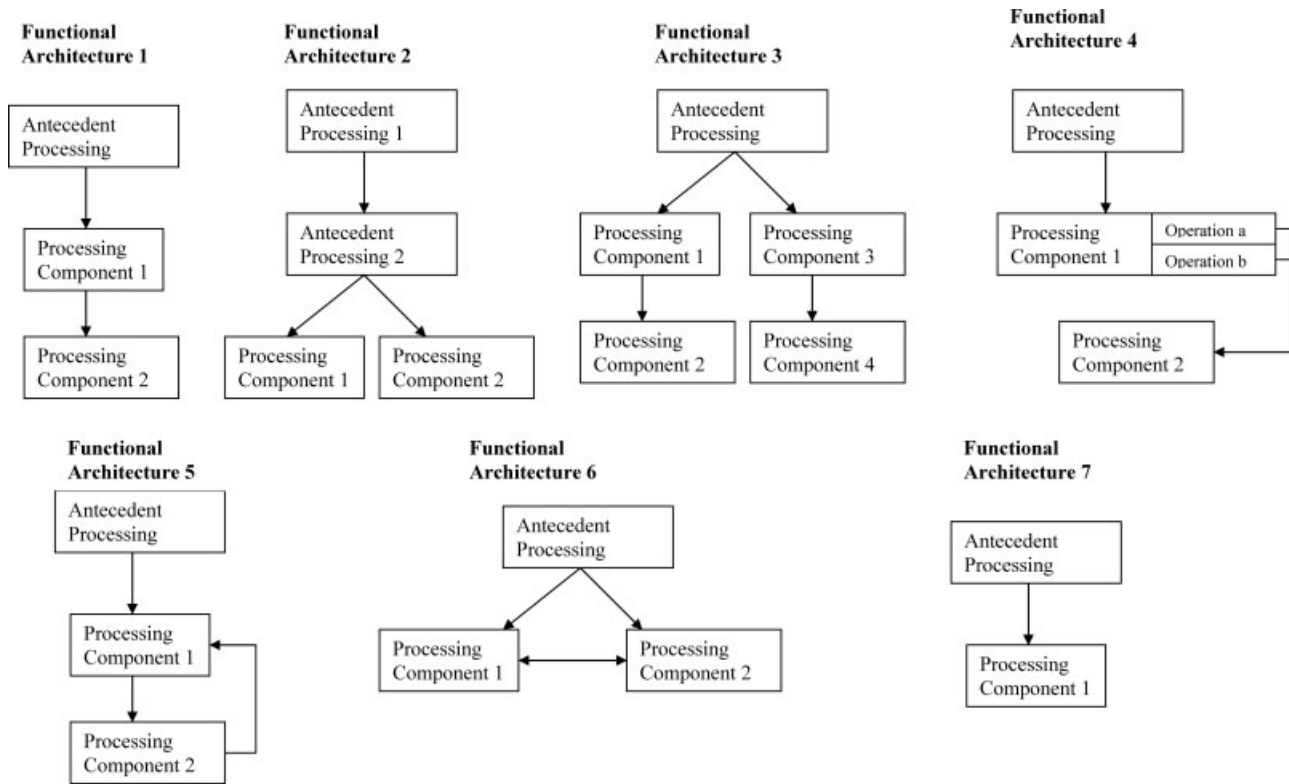 Functional
Architecture 1
Antecedent
Processing
Processing
Component 1
Processing
Component 2
Functional
Architecture 2
Antecedent
Processing 1
Antecedent
Processing 2
Processing
Component 1
Processing
Component 2
Functional
Architecture 3
Antecedent
Processing
Processing
Component 1
Processing
Component 3
Processing
Component 2
Processing
Component 4
Functional
Architecture 4
Antecedent
Processing
Processing
Component 1
Operation a
Operation b
Processing
Component 2
Functional
Architecture 5
Antecedent
Processing
Processing
Component 1
Processing
Component 2
Functional
Architecture 6
Antecedent
Processing
Processing
Component 1
Processing
Component 2
Functional
Architecture 7
Antecedent
Processing
Processing
Component 1